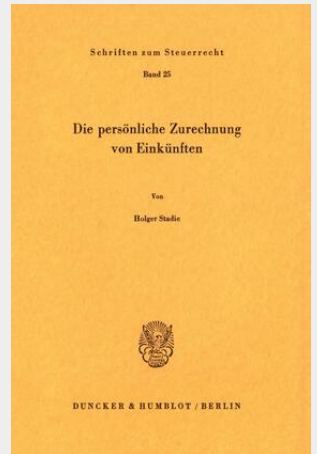 Schriften zum Steuerrecht
Band 25
Die persönliche Zurechnung
von Einkünften
Von
Holger Stadie
DUNCKER & HUMBLOT / BERLIN